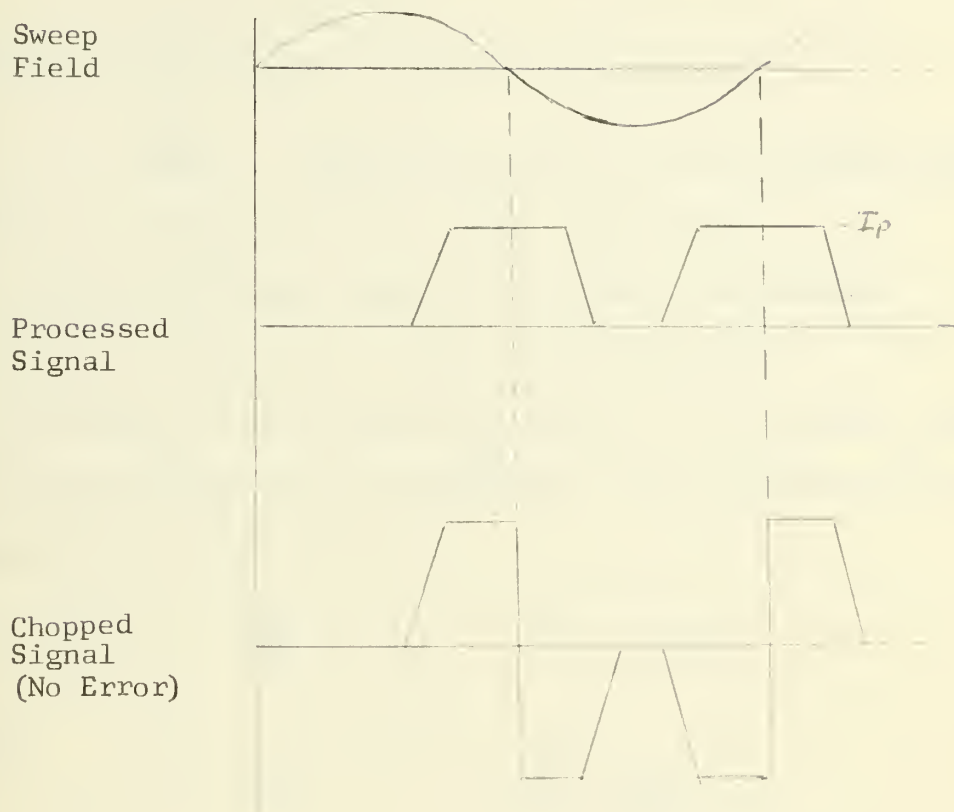 Sweep
Field
Ip
Processed
Signal
Chopped
Signal
(No Error)